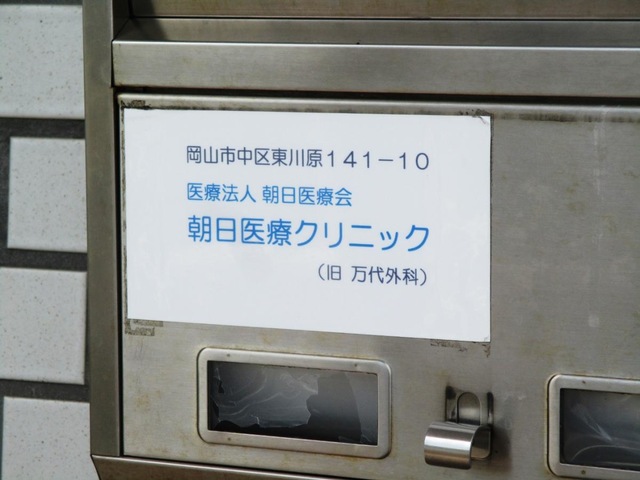 岡山市中区東川原１４１－１０
医療法人 朝日医療会
朝日医療クリニック
（旧 万代外科）